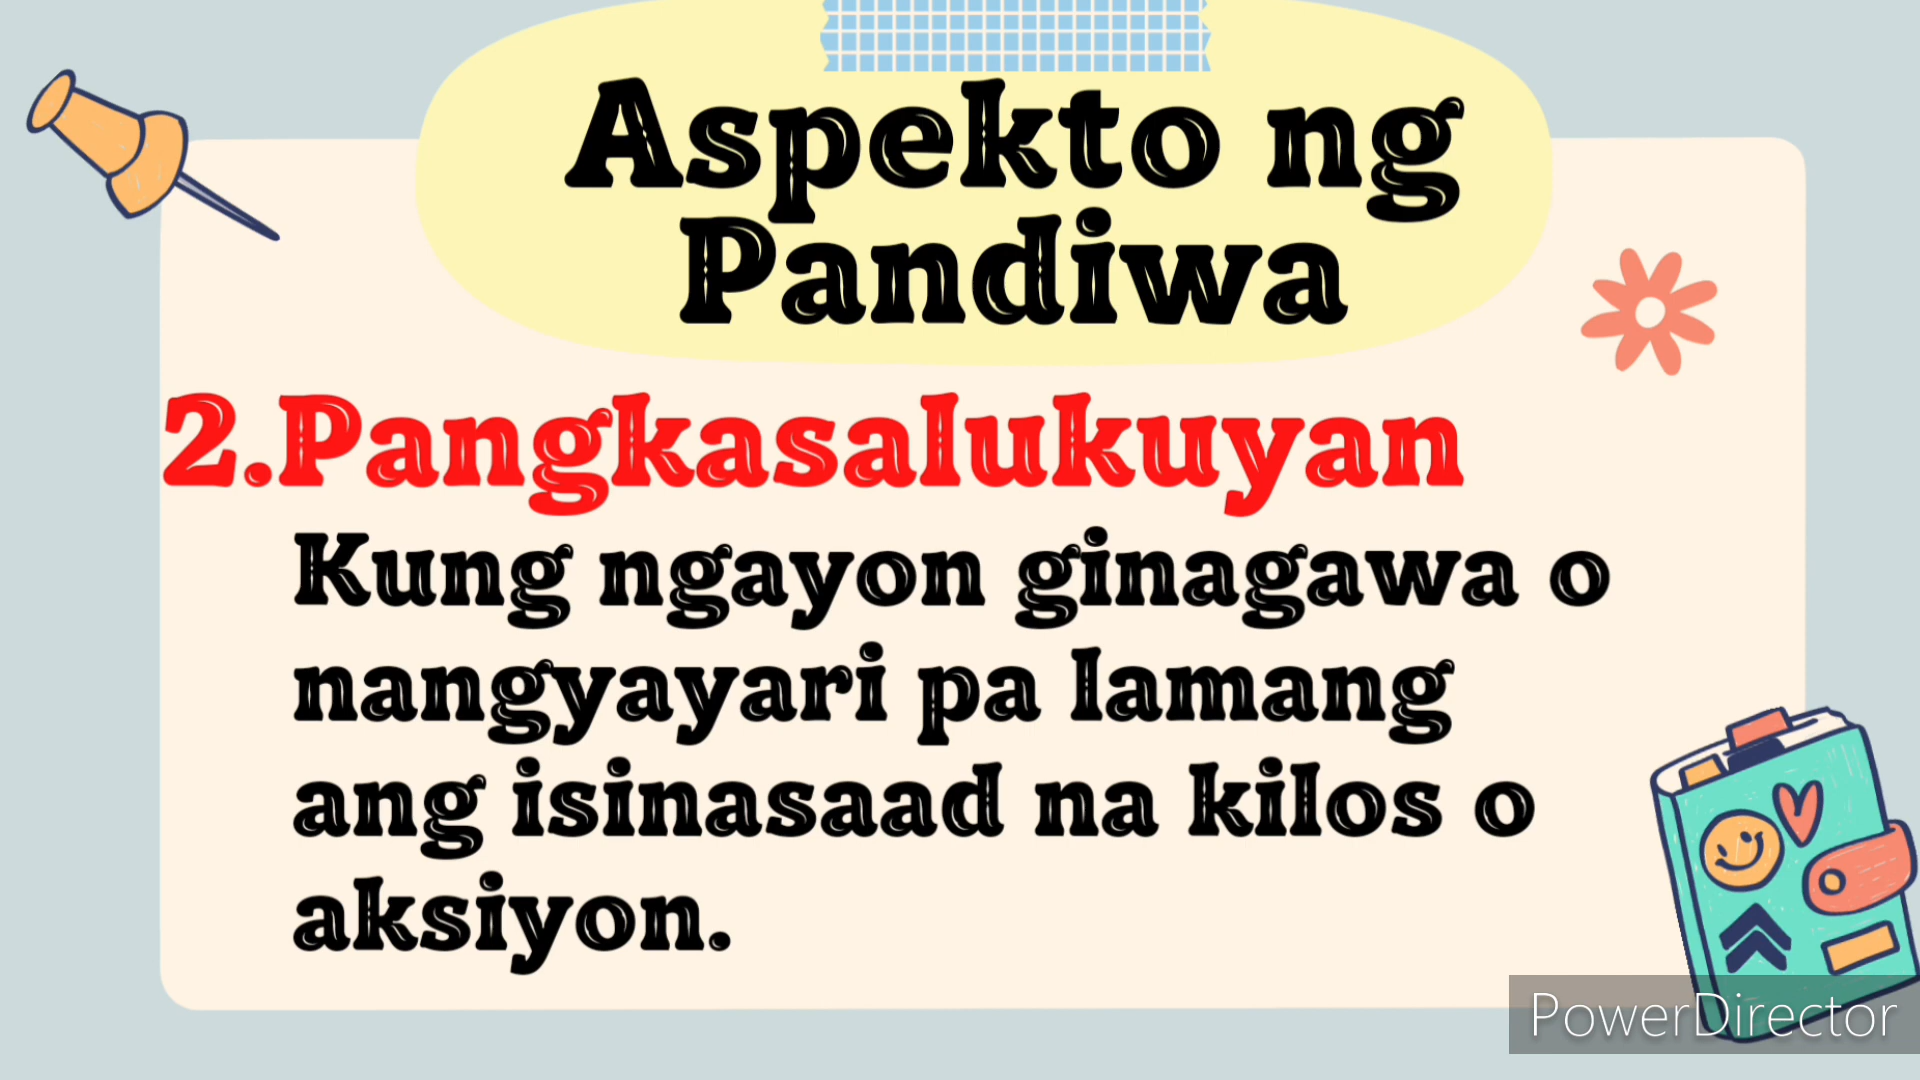 Aspekto ng
Pandiwa
2.Pangkasalukuyan
Kung ngayon ginagawa o
nangyayari pa lamang
ang isinasaad na kilos o
aksiyon.
PowerDirector